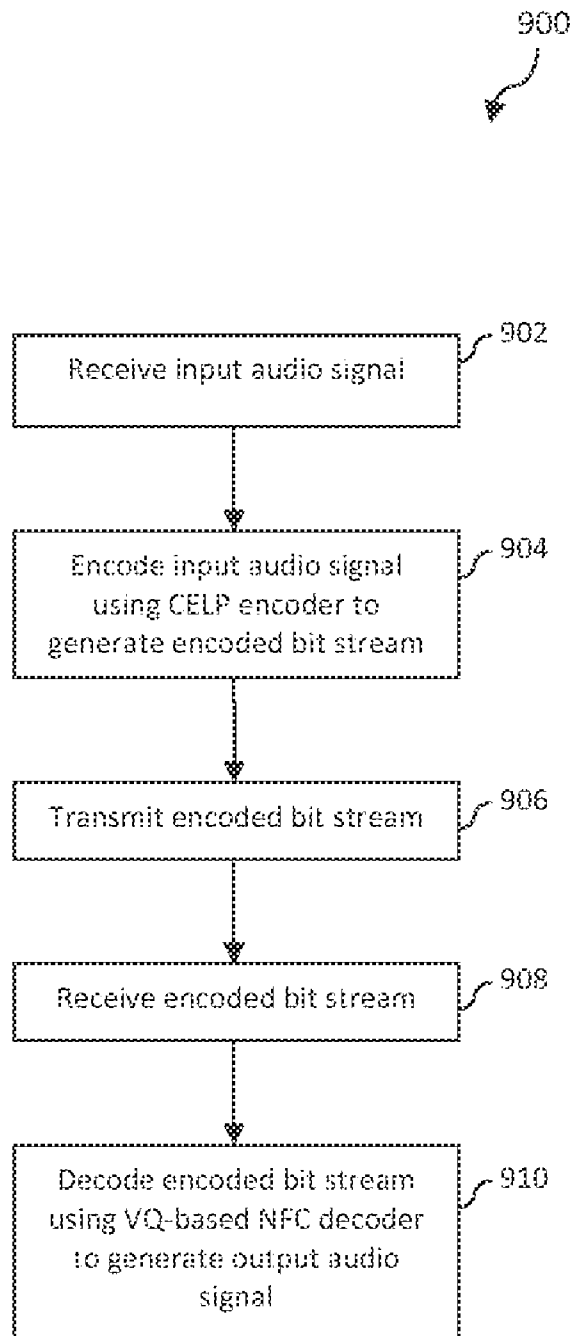 900
902
Receive input audio signal
904
Encode input audio signal
using CELP encoder to
generate encoded bit stream
906
Transmit encoded bit stream
908
Receive encoded bit stream
910
Decode encoded bit stream
using VQ-based NFC decoder
to generate output audio
signal